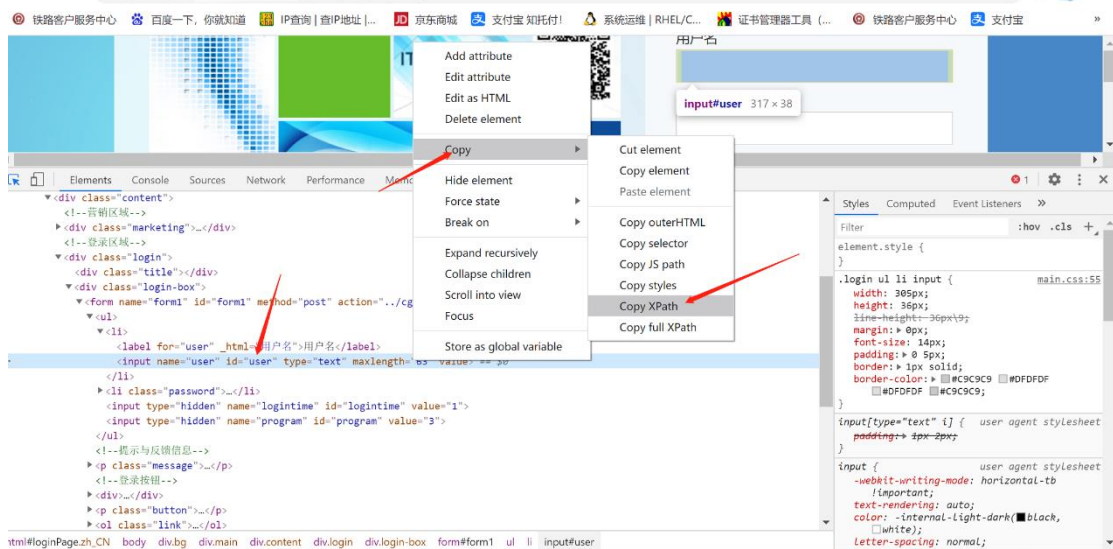 铁路客户服务中心 百度一下，你就知道 IP查询 | 查IP地址 |... JD 京东商城 支付宝 知托付! 系统运维 | RHEL/C... 证书管理器工具 (... 铁路客户服务中心 支付宝 »
IT
用户名
input#user 317 × 38
Add attribute
Edit attribute
Edit as HTML
Delete element
Copy
Hide element
Force state
Break on
Expand recursively
Collapse children
Scroll into view
Focus
Store as global variable
Cut element
Copy element
Paste element
Copy outerHTML
Copy selector
Copy JS path
Copy styles
Copy XPath
Copy full XPath
Elements Console Sources Network Performance 1
<div class="content">
<!--营销区域-->
<div class="marketing">…</div>
<!--登录区域-->
<div class="login">
<div class="title"></div>
<div class="login-box">
<form name="form1" id="form1" method="post" action="../cg
<ul>
<li>
<label for="user" _html="用户名">用户名</label>
<input name="user" id="user" type="text" maxlength="63" value> == $0
</li>
<li class="password">…</li>
<input type="hidden" name="logintime" id="logintime" value="1">
<input type="hidden" name="program" id="program" value="3">
</ul>
<!--提示与反馈信息-->
<p class="message">…</p>
<!--登录按钮-->
<div>…</div>
<p class="button">…</p>
<ol class="link">…</ol>
html#loginPage.zh_CN body div.bg div.main div.content div.login div.login-box form#form1 ul li input#user
Styles Computed Event Listeners »
Filter :hov .cls +
element.style {
}
.login ul li input { main.css:55
width: 305px;
height: 36px;
line-height: 36px\9;
margin: 0px;
font-size: 14px;
padding: 0 5px;
border: 1px solid;
border-color: #C9C9C9 #DFDFDF
#DFDFDF #C9C9C9;
}
input[type="text" i] { user agent stylesheet
padding: 1px 2px;
}
input { user agent stylesheet
-webkit-writing-mode: horizontal-tb
!important;
text-rendering: auto;
color: -internal-light-dark(black,
white);
letter-spacing: normal;